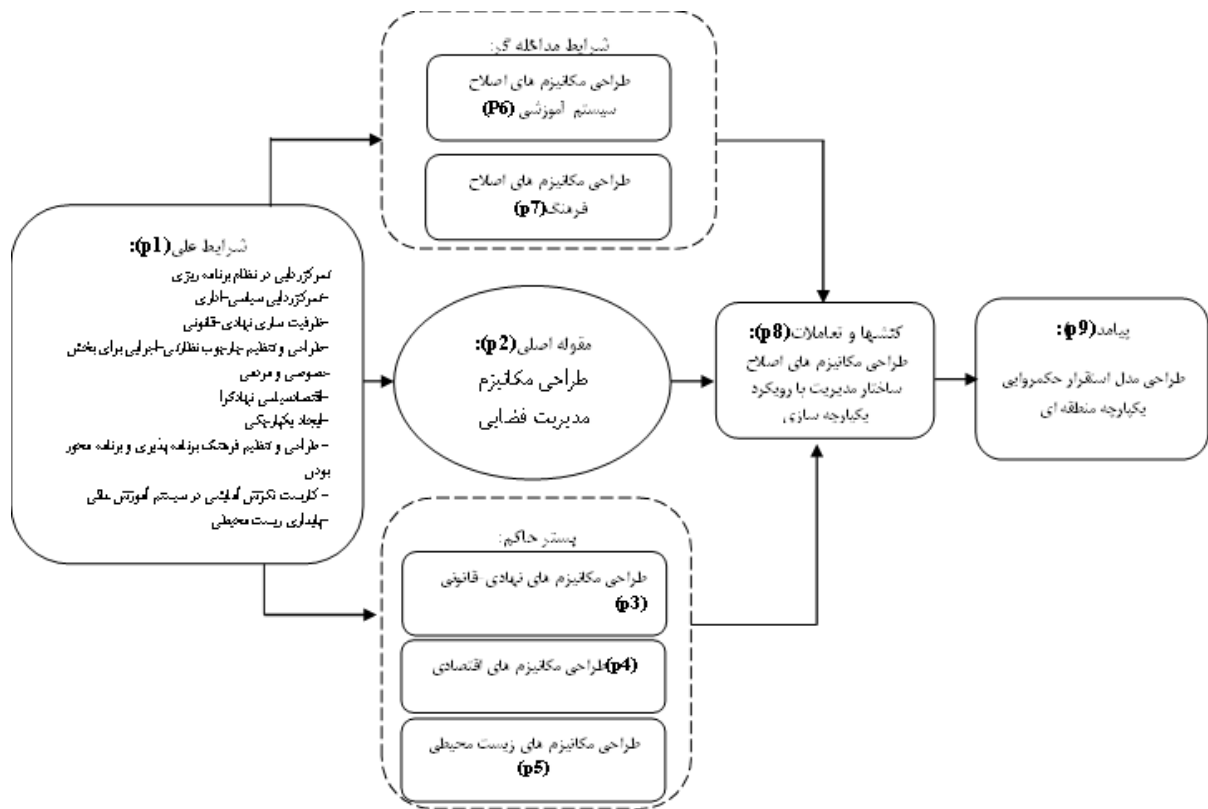 شرایط مداخله گر:
طراحی مکانیزم های اصلاح
سیستم آموزشی (P6)
طراحی مکانیزم های اصلاح
فرهنگ(p7)
شرایط علی(p1):
تمرکززدایی در نظام برنامه ریزی
-تمرکززدایی سیاسی-اداری
-ظرفیت سازی نهادی-قانونی
-طراحی و تنظیم چارچوب نظارتی-اجرایی برای بخش
خصوصی و مردمی
-اقتصادسیاسی نهادگرا
-ایجاد یکپارچگی
- طراحی و تنظیم فرهنگ برنامه پذیری و برنامه محور
بودن
- کاربست نگرش آمایشی در سیستم آموزش عالی
-پایداری زیست محیطی
مقوله اصلی(p2):
طراحی مکانیزم
مدیریت فضایی
کنشها و تعاملات(p8):
طراحی مکانیزم های اصلاح
ساختار مدیریت با رویکرد
یکپارچه سازی
پیامد(p9):
طراحی مدل استقرار حکمروایی
یکپارچه منطقه ای
بستر حاکم:
طراحی مکانیزم های نهادی-قانونی
(p3)
طراحی مکانیزم های اقتصادی(p4)
طراحی مکانیزم های زیست محیطی
(p5)